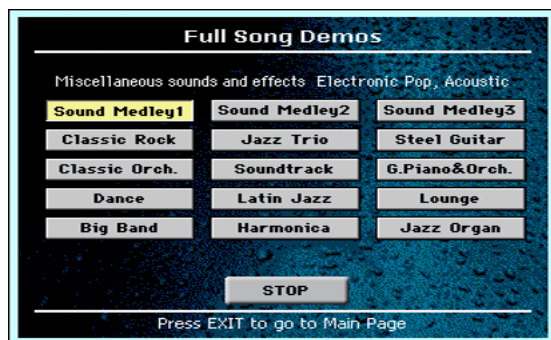 Full Song Demos
Miscellaneous sounds and effects Electronic Pop, Acoustic
Sound Medley1 Sound Medley2 Sound Medley3
Classic Rock Jazz Trio Steel Guitar
Classic Orch. Soundtrack G.Piano&Orch.
Dance Latin Jazz Lounge
Big Band Harmonica Jazz Organ
STOP
Press EXIT to go to Main Page